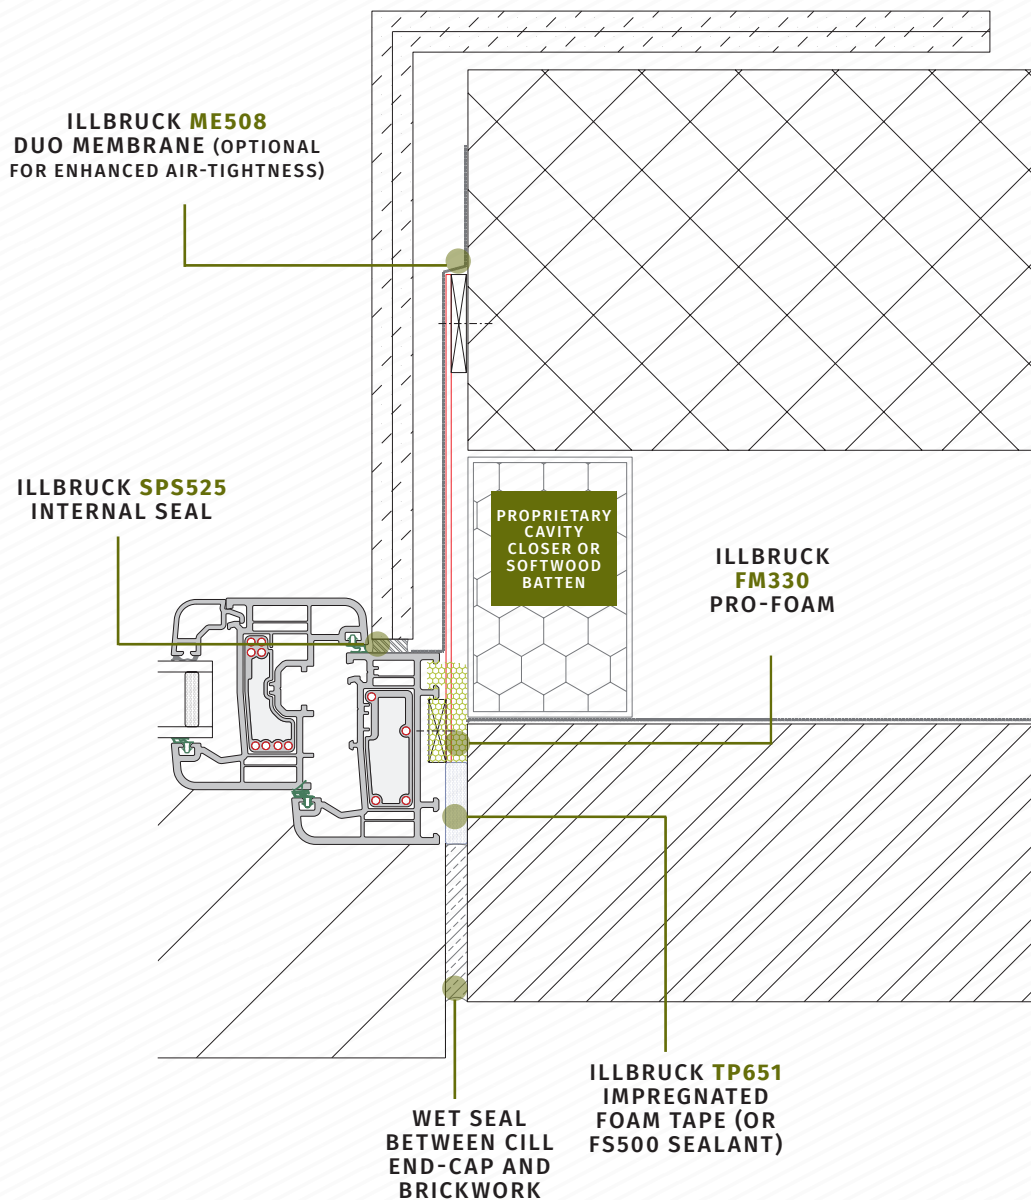 ILLBRUCK ME508
DUO MEMBRANE (OPTIONAL
FOR ENHANCED AIR-TIGHTNESS)
ILLBRUCK SPS525
INTERNAL SEAL
PROPRIETARY
CAVITY
CLOSER OR
SOFTWOOD
BATTEN
ILLBRUCK
FM330
PRO-FOAM
ILLBRUCK TP651
IMPREGNATED
FOAM TAPE (OR
FS500 SEALANT)
WET SEAL
BETWEEN CILL
END-CAP AND
BRICKWORK